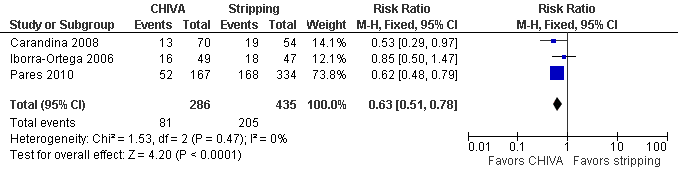 CHIVA Stripping Risk Ratio Risk Ratio
Study or Subgroup Events Total Events Total Weight M-H, Fixed, 95% CI M-H, Fixed, 95% CI
Carandina 2008 13 70 19 54 14.1% 0.53 [0.29, 0.97]
Iborra-Ortega 2006 16 49 18 47 12.1% 0.85 [0.50, 1.47]
Pares 2010 52 167 168 334 73.8% 0.62 [0.48, 0.79]
Total (95% CI) 286 435 100.0% 0.63 [0.51, 0.78]
Total events 81 205
Heterogeneity: Chi² = 1.53, df = 2 (P = 0.47); I² = 0%
Test for overall effect: Z = 4.20 (P < 0.0001)
0.01 0.1 1 10 100
Favors CHIVA Favors stripping